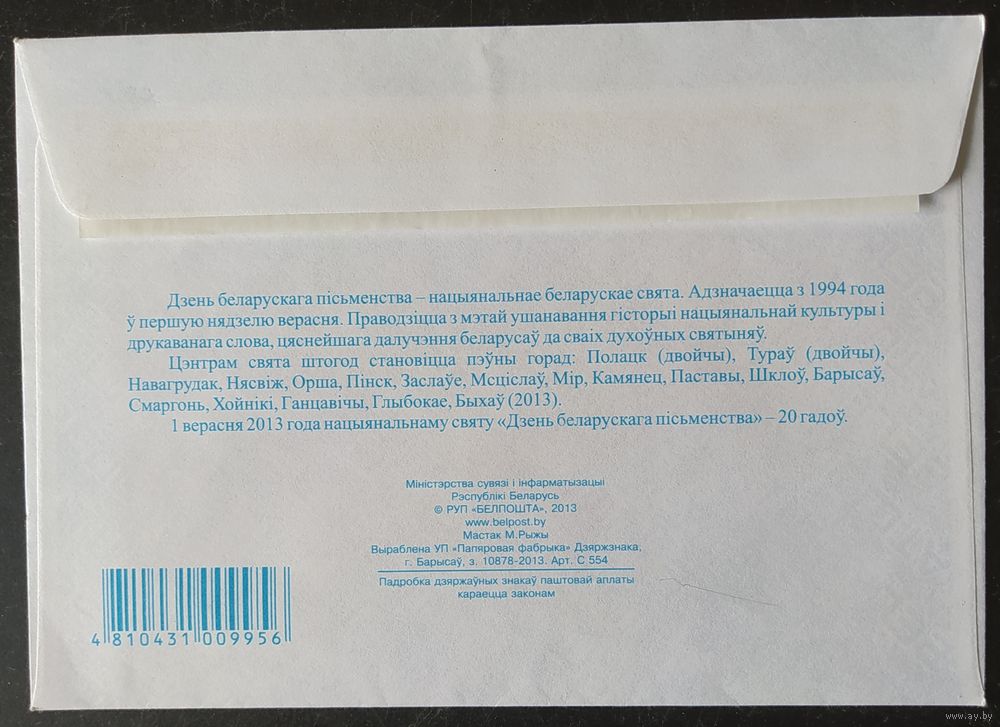 Дзень беларускага пісьменства – нацыянальнае беларускае свята. Адзначаецца з 1994 года
ў першую нядзелю верасня. Праводзіцца з мэтай ушанавання гісторыі нацыянальнай культуры і
друкаванага слова, цяснейшага далучэння беларусаў да сваіх духоўных святыняў.
Цэнтрам свята штогод становіцца пэўны горад: Полацк (двойчы), Тураў (двойчы),
Навагрудак, Нясвіж, Орша, Пінск, Заслаўе, Мсціслаў, Мір, Камянец, Паставы, Шклоў, Барысаў,
Смаргонь, Хойнікі, Ганцавічы, Глыбокае, Быхаў (2013).
1 верасня 2013 года нацыянальнаму святу «Дзень беларускага пісьменства» – 20 гадоў.
Міністэрства сувязі і інфарматызацыі
Рэспублікі Беларусь
© РУП «БЕЛПОШТА», 2013
www.belpost.by
Мастак М.Рыжы
Выраблена УП «Папяровая фабрыка» Дзяржзнака,
г. Барысаў, з. 10878-2013. Арт. С 554
Падробка дзяржаўных знакаў паштовай аплаты
караецца законам
4 810431 009956
www.ay.by